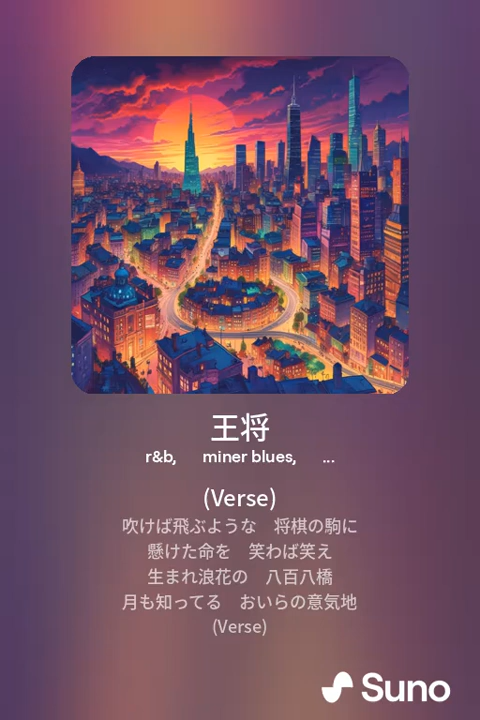 王将
r&b, miner blues, ...
(Verse)
吹けば飛ぶような　将棋の駒に
懸けた命を　笑わば笑え
生まれ浪花の　八百八橋
月も知ってる　おいらの意気地
(Verse)
Suno